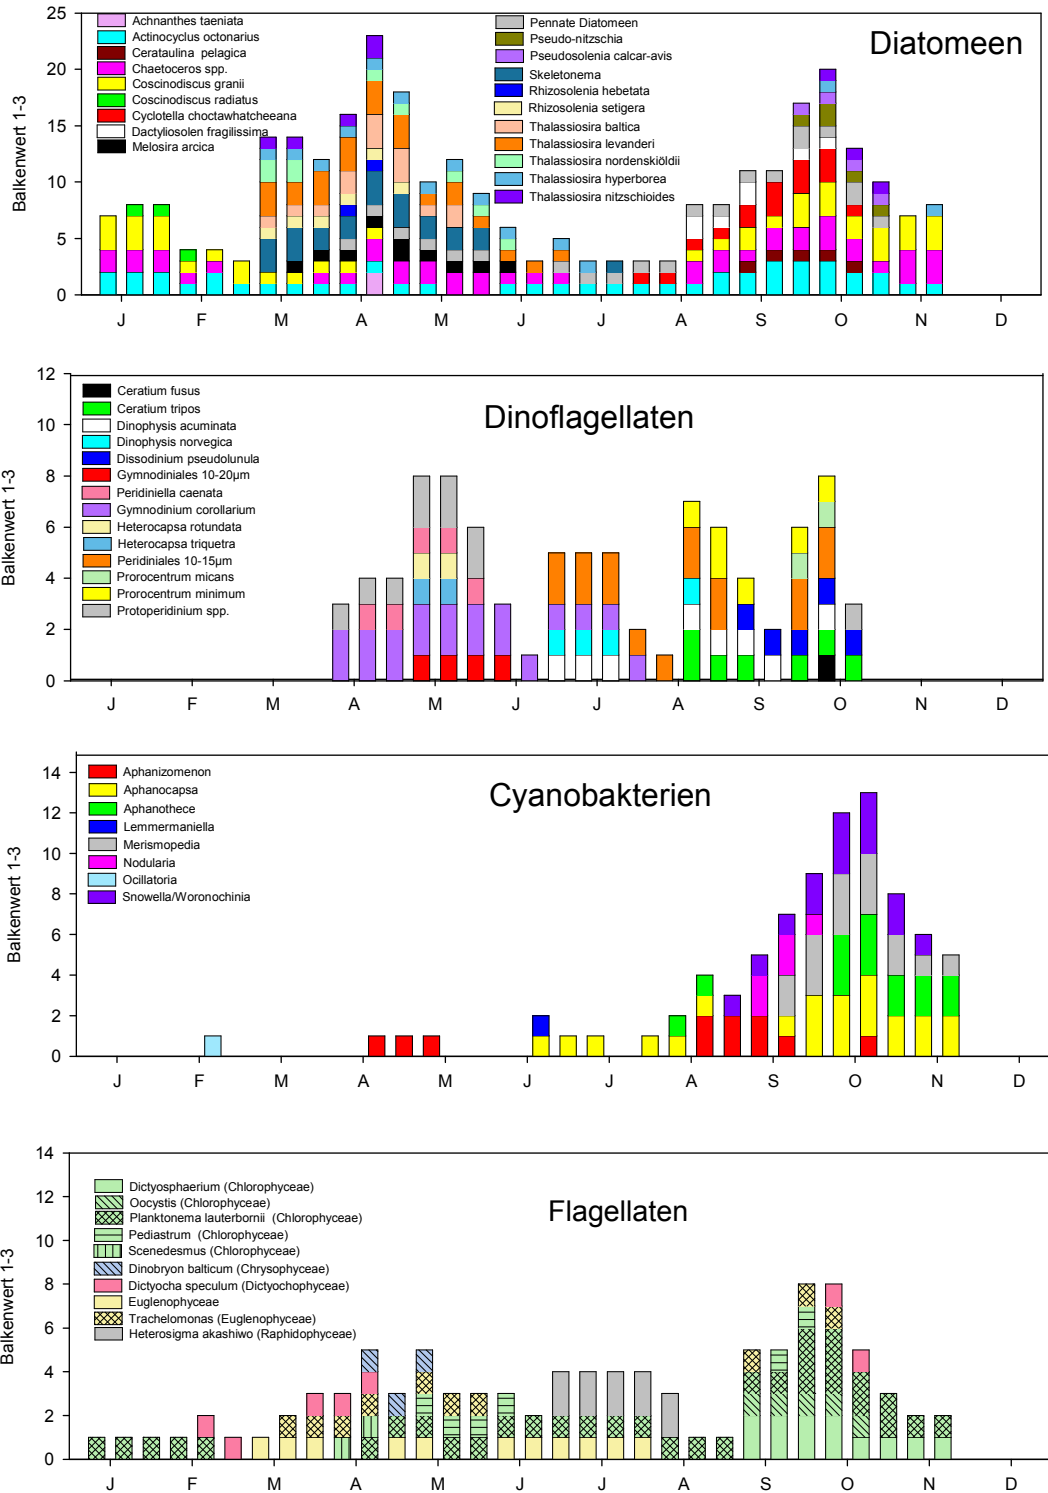 Diatomeen
Balkenwert 1-3
25
20
15
10
5
0
Achnanthes taeniata
Actinocyclus octonarius
Cerataulina pelagica
Chaetoceros spp.
Coscinodiscus granii
Coscinodiscus radiatus
Cyclotella choctawhatcheeana
Dactyliosolen fragilissima
Melosira arcica
Pennate Diatomeen
Pseudo-nitzschia
Pseudosolenia calcar-avis
Skeletonema
Rhizosolenia hebetata
Rhizosolenia setigera
Thalassiosira baltica
Thalassiosira levanderi
Thalassiosira nordenskiöldii
Thalassiosira hyperborea
Thalassiosira nitzschioides
J F M A M J J A S O N D
Dinoflagellaten
Balkenwert 1-3
12
10
8
6
4
2
0
Ceratium fusus
Ceratium tripos
Dinophysis acuminata
Dinophysis norvegica
Dissodinium pseudolunula
Gymnodiniales 10-20µm
Peridiniella caenata
Gymnodinium corollarium
Heterocapsa rotundata
Heterocapsa triquetra
Peridiniales 10-15µm
Prorocentrum micans
Prorocentrum minimum
Protoperidinium spp.
J F M A M J J A S O N D
Cyanobakterien
Balkenwert 1-3
14
12
10
8
6
4
2
0
Aphanizomenon
Aphanocapsa
Aphanothece
Lemmermaniella
Merismopedia
Nodularia
Ocillatoria
Snowella/Woronochinia
J F M A M J J A S O N D
Flagellaten
Balkenwert 1-3
14
12
10
8
6
4
2
0
Dictyosphaerium (Chlorophyceae)
Oocystis (Chlorophyceae)
Planktonema lauterbornii (Chlorophyceae)
Pediastrum (Chlorophyceae)
Scenedesmus (Chlorophyceae)
Dinobryon balticum (Chrysophyceae)
Dictyocha speculum (Dictyochophyceae)
Euglenophyceae
Trachelomonas (Euglenophyceae)
Heterosigma akashiwo (Raphidophyceae)
J F M A M J J A S O N D